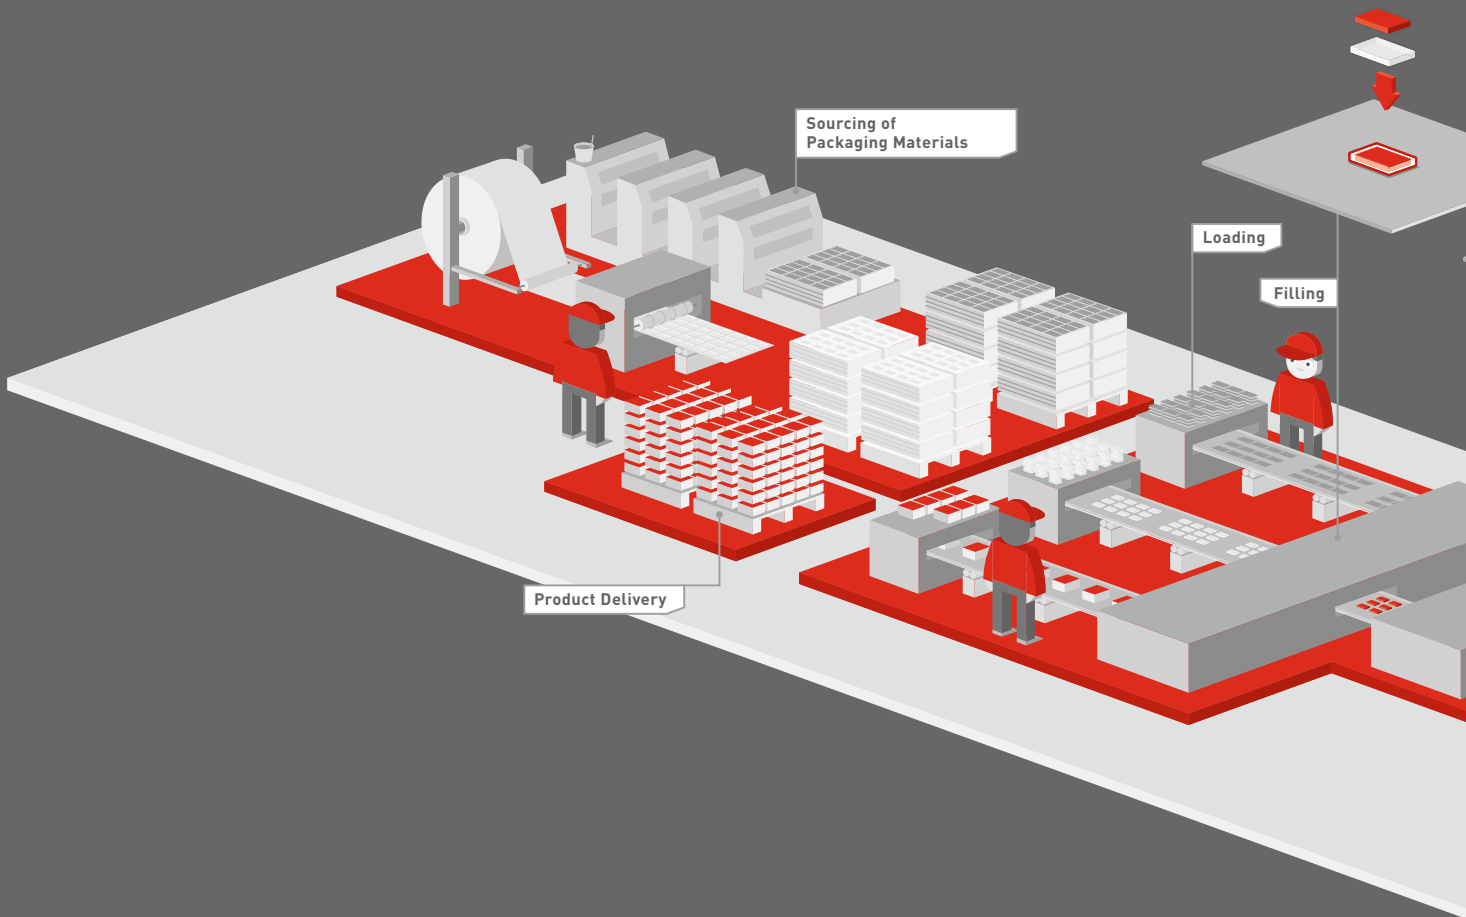 Sourcing of
Packaging Materials
Loading
Filling
Product Delivery